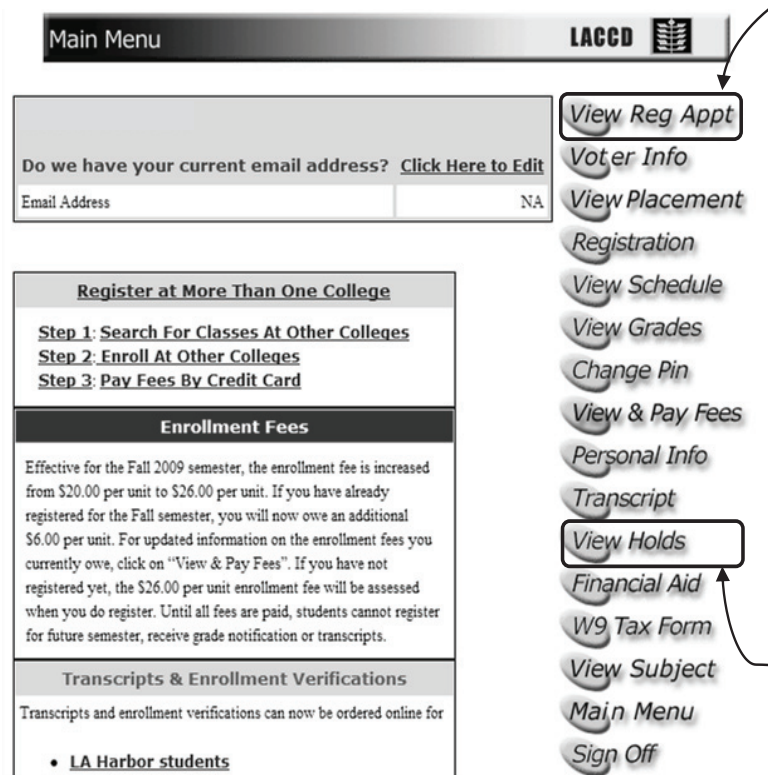 Main Menu
LACCD
Do we have your current email address? Click Here to Edit
Email Address NA
Register at More Than One College
Step 1: Search For Classes At Other Colleges
Step 2: Enroll At Other Colleges
Step 3: Pay Fees By Credit Card
Enrollment Fees
Effective for the Fall 2009 semester, the enrollment fee is increased
from $20.00 per unit to $26.00 per unit. If you have already
registered for the Fall semester, you will now owe an additional
$6.00 per unit. For updated information on the enrollment fees you
currently owe, click on “View & Pay Fees”. If you have not
registered yet, the $26.00 per unit enrollment fee will be assessed
when you do register. Until all fees are paid, students cannot register
for future semester, receive grade notification or transcripts.
Transcripts & Enrollment Verifications
Transcripts and enrollment verifications can now be ordered online for
• LA Harbor students
View Reg Appt
Voter Info
View Placement
Registration
View Schedule
View Grades
Change Pin
View & Pay Fees
Personal Info
Transcript
View Holds
Financial Aid
W9 Tax Form
View Subject
Main Menu
Sign Off